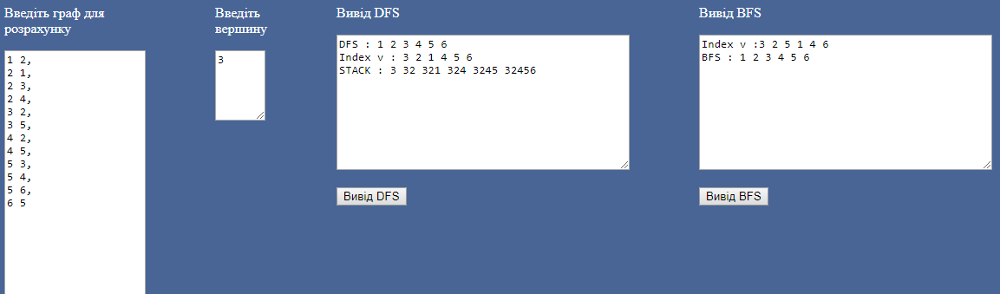 Введіть граф для
розрахунку
1 2,
2 1,
2 3,
2 4,
3 2,
3 5,
4 2,
4 5,
5 3,
5 4,
5 6,
6 5
Введіть
вершину
3
Вивід DFS
DFS : 1 2 3 4 5 6
Index v : 3 2 1 4 5 6
STACK : 3 32 321 324 3245 32456
Вивід DFS
Вивід BFS
Index v :3 2 5 1 4 6
BFS : 1 2 3 4 5 6
Вивід BFS